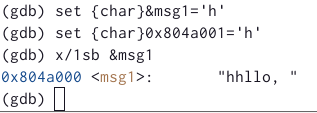 (gdb) set {char}&msg1='h'
(gdb) set {char}0x804a001='h'
(gdb) x/1sb &msg1
0x804a000 <msg1>:        "hhllo, "
(gdb)